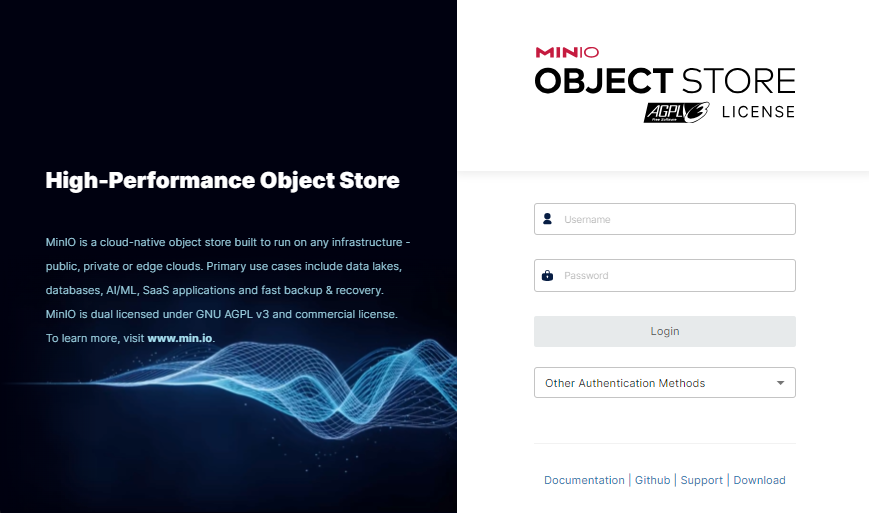 High-Performance Object Store
MinIO is a cloud-native object store built to run on any infrastructure -
public, private or edge clouds. Primary use cases include data lakes,
databases, AI/ML, SaaS applications and fast backup & recovery.
MinIO is dual licensed under GNU AGPL v3 and commercial license.
To learn more, visit www.min.io.
MINIO
OBJECT STORE
AGPLv3 LICENSE
Free Software
Username
Password
Login
Other Authentication Methods
Documentation | Github | Support | Download